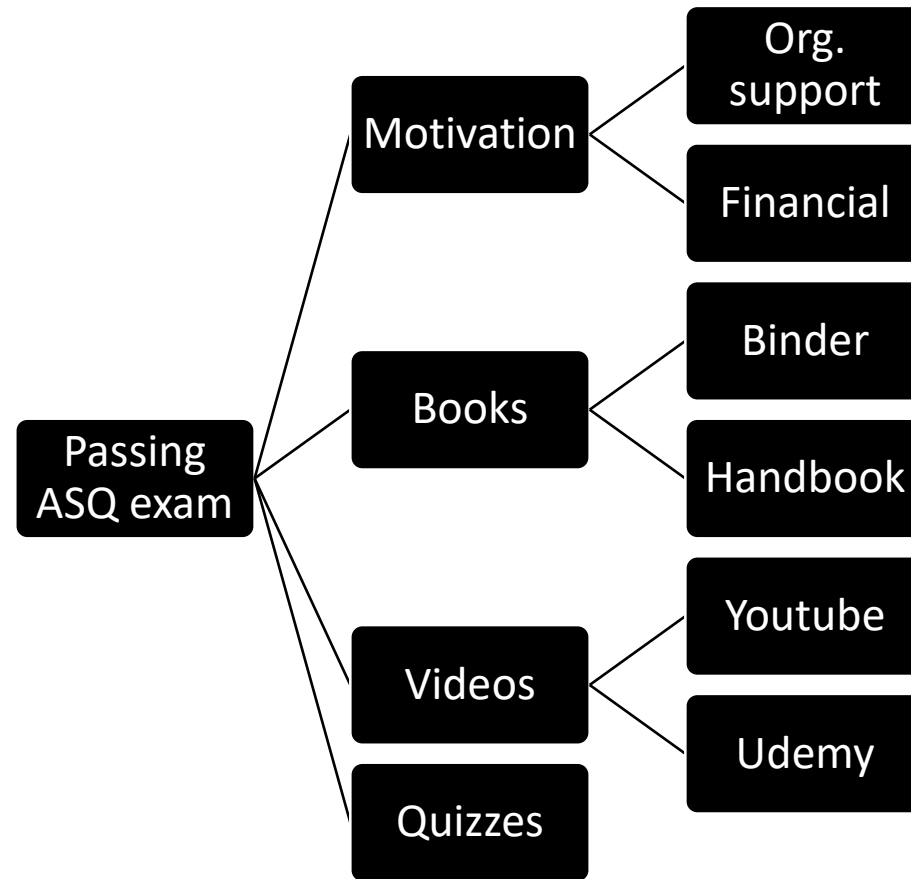 Passing
ASQ exam
Motivation
Org.
support
Financial
Books
Binder
Handbook
Videos
Youtube
Udemy
Quizzes